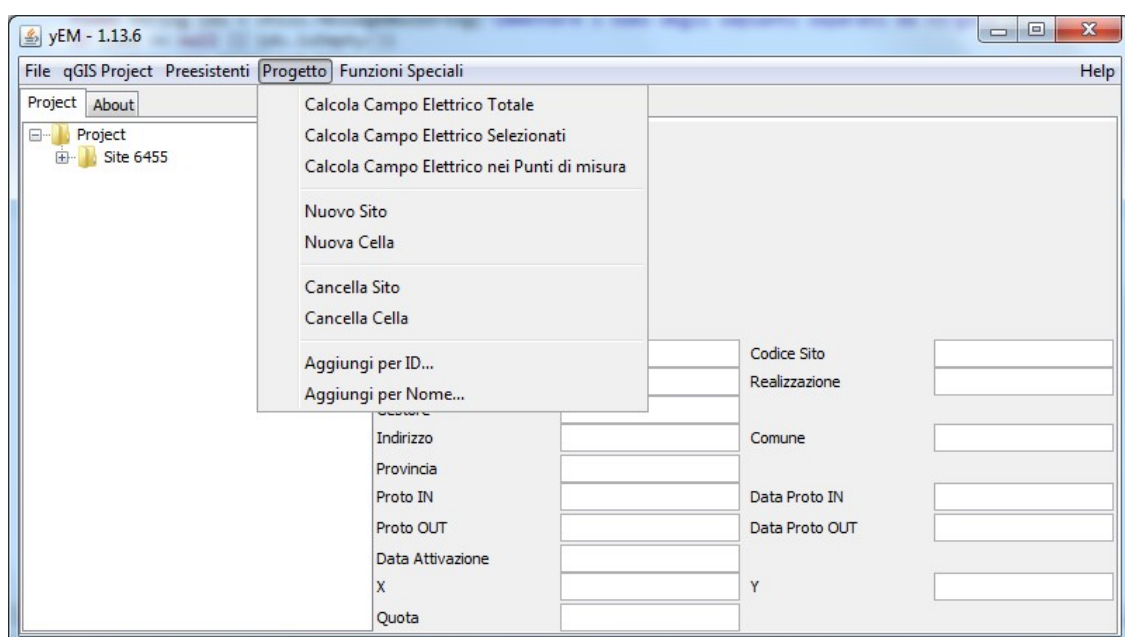 yEM - 1.13.6
File qGIS Project Preesistenti Progetto Funzioni Speciali Help
Project About
Project
Site 6455
Calcola Campo Elettrico Totale
Calcola Campo Elettrico Selezionati
Calcola Campo Elettrico nei Punti di misura
Nuovo Sito
Nuova Cella
Cancella Sito
Cancella Cella
Aggiungi per ID...
Aggiungi per Nome...
Codice Sito
Realizzazione
Gestore
Indirizzo Comune
Provincia
Proto IN Data Proto IN
Proto OUT Data Proto OUT
Data Attivazione
X Y
Quota